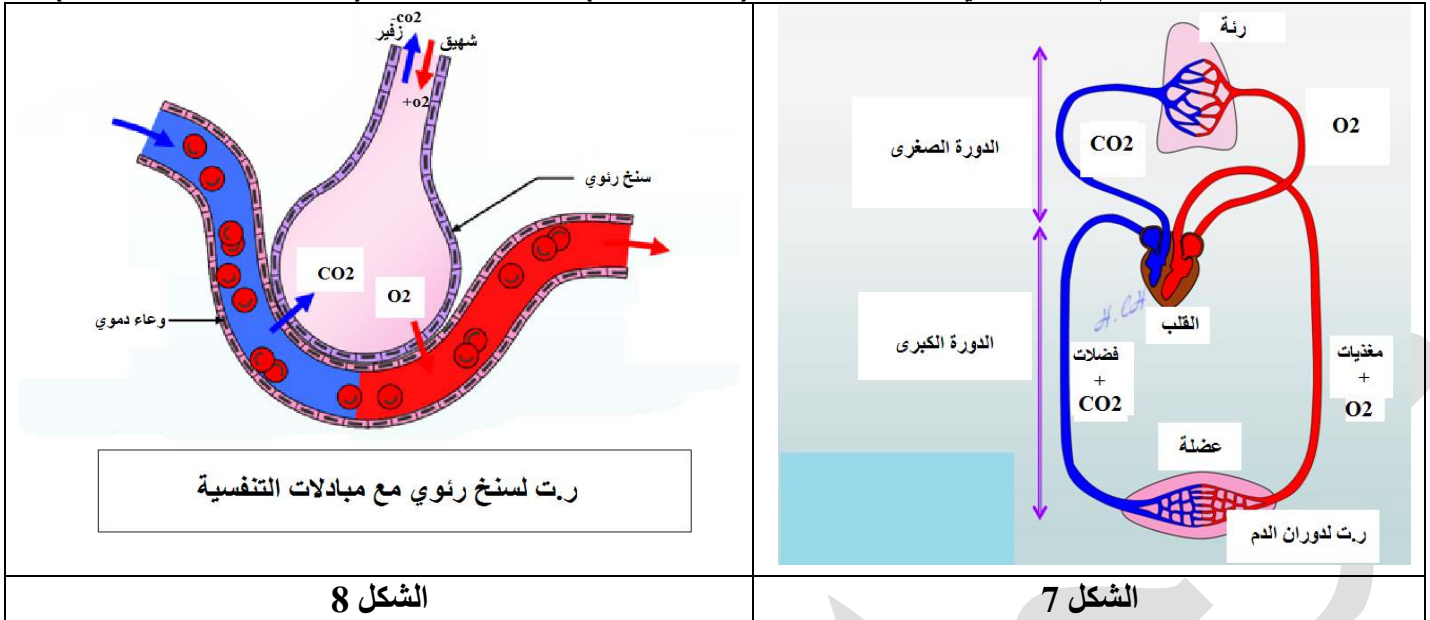 رئة
الدورة الصغرى
CO2
O2
القلب
H.CH
الدورة الكبرى
فضلات
+
CO2
مغذيات
+
O2
عضلة
ر.ت لدوران الدم
الشكل 7
-co2
زفير
شهيق
+o2
سنخ رئوي
CO2
O2
وعاء دموي
ر.ت لسنخ رئوي مع مبادلات التنفسية
الشكل 8